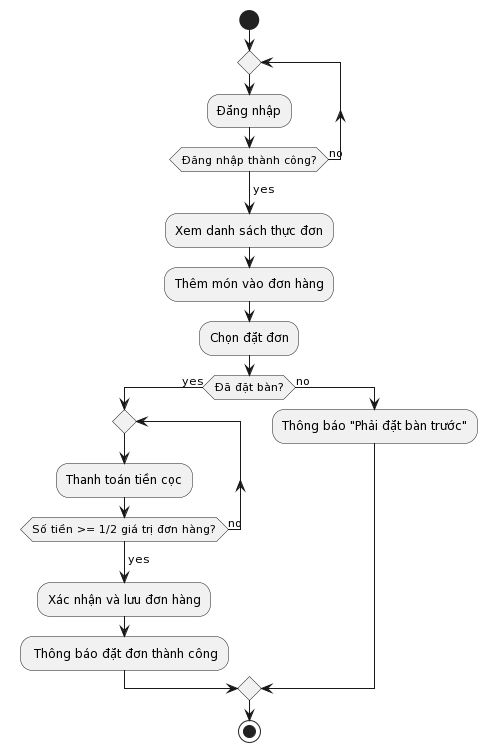 Đăng nhập
Đăng nhập thành công?
no
yes
Xem danh sách thực đơn
Thêm món vào đơn hàng
Chọn đặt đơn
yes
Đã đặt bàn?
no
Thông báo "Phải đặt bàn trước"
Thanh toán tiền cọc
Số tiền >= 1/2 giá trị đơn hàng?
no
yes
Xác nhận và lưu đơn hàng
Thông báo đặt đơn thành công